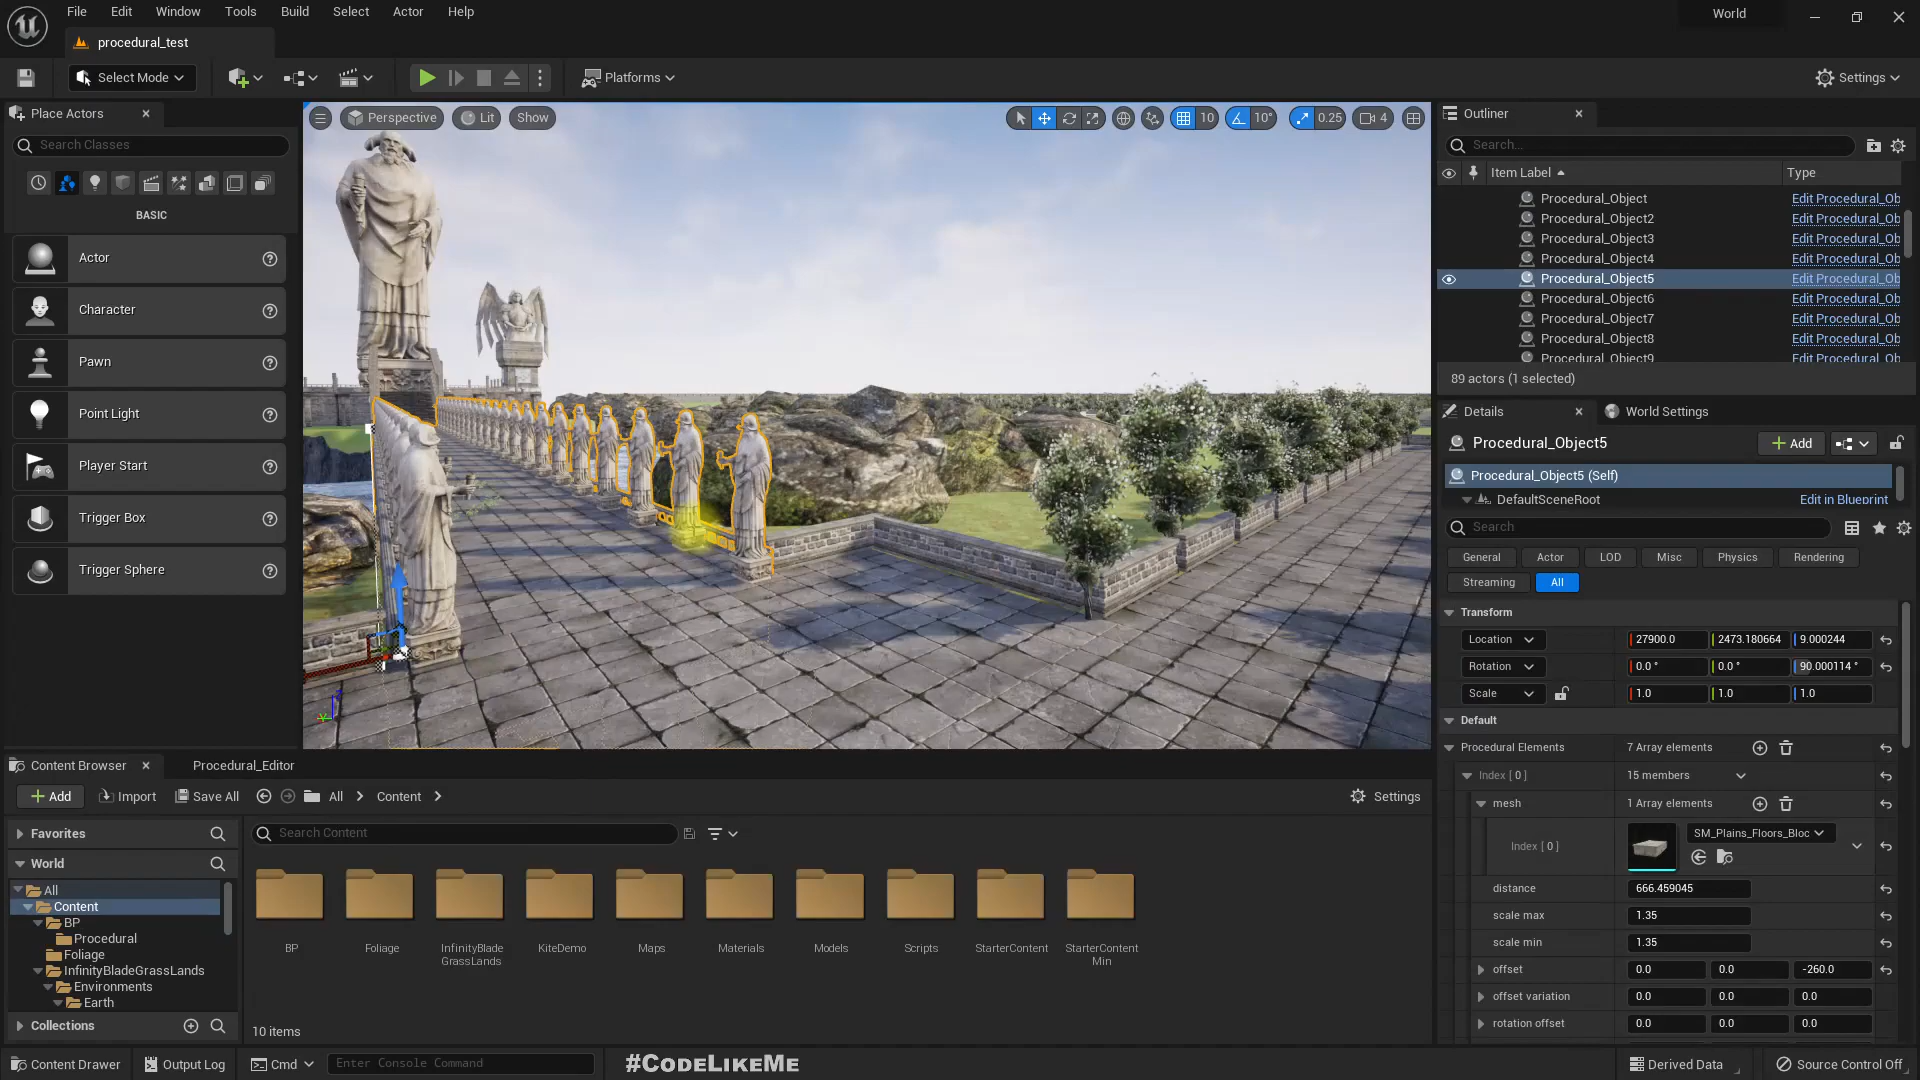 File Edit Window Tools Build Select Actor Help
World
procedural_test
Select Mode
Platforms
Settings
Place Actors
Search Classes
BASIC
Actor
Character
Pawn
Point Light
Player Start
Trigger Box
Trigger Sphere
Perspective
Lit
Show
10
10°
0.25
4
Outliner
Search...
Item Label
Type
Procedural_Object Edit Procedural_Ob
Procedural_Object2 Edit Procedural_Ob
Procedural_Object3 Edit Procedural_Ob
Procedural_Object4 Edit Procedural_Ob
Procedural_Object5 Edit Procedural_Ob
Procedural_Object6 Edit Procedural_Ob
Procedural_Object7 Edit Procedural_Ob
Procedural_Object8 Edit Procedural_Ob
Procedural_Object9 Edit Procedural_Ob
89 actors (1 selected)
Details
World Settings
Procedural_Object5
Add
Procedural_Object5 (Self)
DefaultSceneRoot Edit in Blueprint
Search
General Actor LOD Misc Physics Rendering
Streaming All
Transform
Location 27900.0 2473.180664 9.000244
Rotation 0.0 ° 0.0 ° 90.000114 °
Scale 1.0 1.0 1.0
Default
Procedural Elements 7 Array elements
Index [ 0 ] 15 members
mesh 1 Array elements
Index [ 0 ] SM_Plains_Floors_Bloc
distance 666.459045
scale max 1.35
scale min 1.35
offset 0.0 0.0 -260.0
offset variation 0.0 0.0 0.0
rotation offset 0.0 0.0 0.0
Content Browser
Procedural_Editor
Add Import Save All All Content Settings
Favorites
World
All
Content
BP
Procedural
Foliage
InfinityBladeGrassLands
Environments
Earth
Collections
Search Content
BP
Foliage
InfinityBlade
GrassLands
KiteDemo
Maps
Materials
Models
Scripts
StarterContent
StarterContent
Min
10 items
Content Drawer Output Log Cmd Enter Console Command
#CodeLikeMe
Derived Data Source Control Off